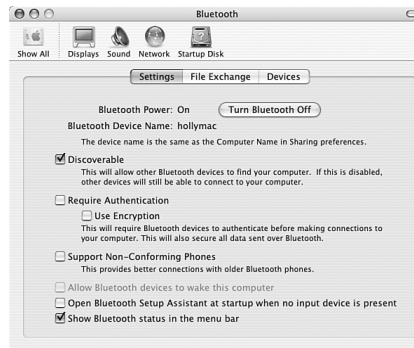 Bluetooth
Show All Displays Sound Network Startup Disk
Settings File Exchange Devices
Bluetooth Power: On Turn Bluetooth Off
Bluetooth Device Name: hollymac
The device name is the same as the Computer Name in Sharing preferences.
Discoverable
This will allow other Bluetooth devices to find your computer. If this is disabled,
other devices will still be able to connect to your computer.
Require Authentication
Use Encryption
This will require Bluetooth devices to authenticate before making connections to
your computer. This will also secure all data sent over Bluetooth.
Support Non-Conforming Phones
This provides better connections with older Bluetooth phones.
Allow Bluetooth devices to wake this computer
Open Bluetooth Setup Assistant at startup when no input device is present
Show Bluetooth status in the menu bar